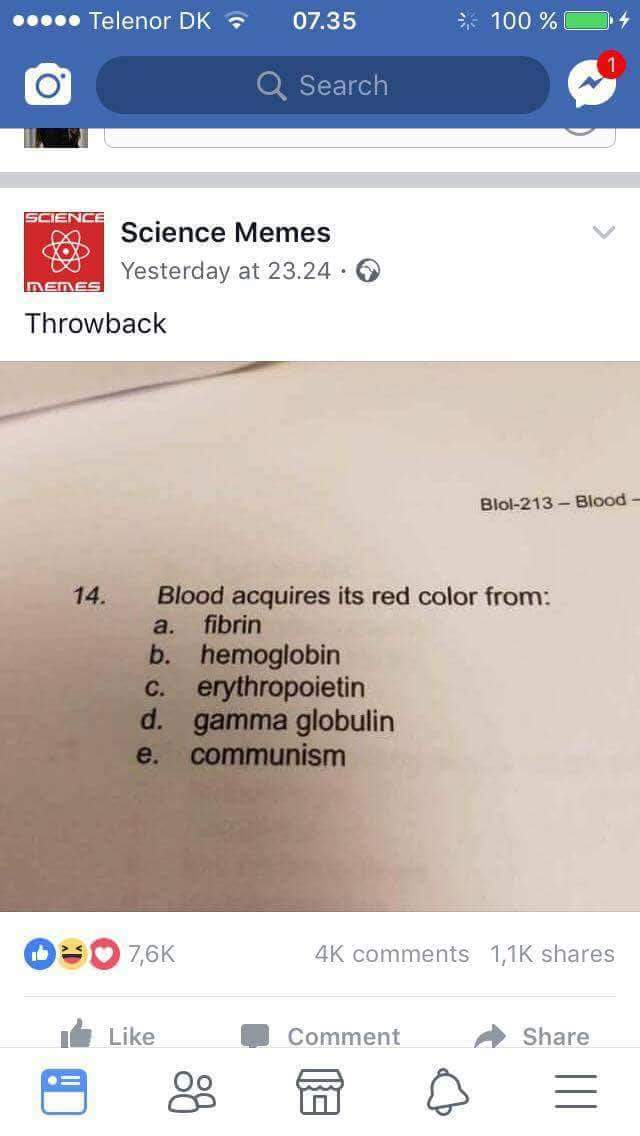 Telenor DK 07.35 100 %
Search
1
SCIENCE
MEMES
Science Memes
Yesterday at 23.24 ·
Throwback
Blol-213 – Blood –
14. Blood acquires its red color from:
a. fibrin
b. hemoglobin
c. erythropoietin
d. gamma globulin
e. communism
7,6K 4K comments 1,1K shares
Like Comment Share